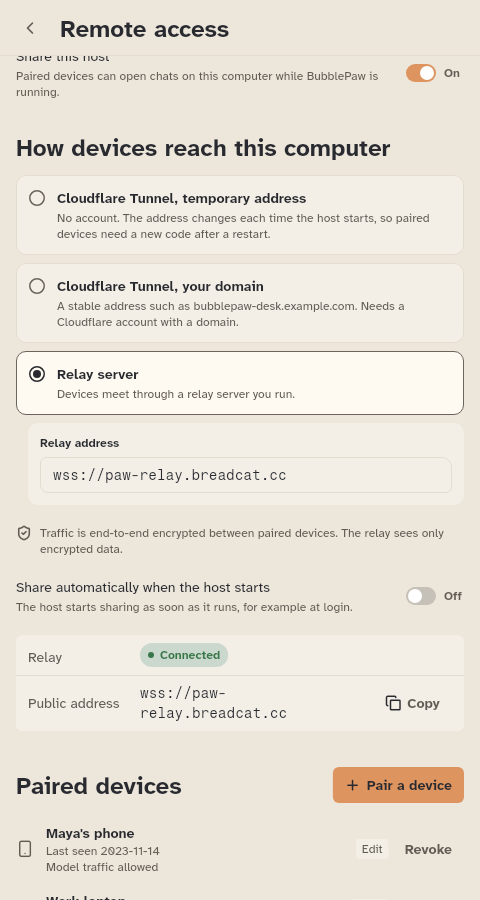 Remote access
Share this host
Paired devices can open chats on this computer while BubblePaw is
running.
On
How devices reach this computer
Cloudflare Tunnel, temporary address
No account. The address changes each time the host starts, so paired
devices need a new code after a restart.
Cloudflare Tunnel, your domain
A stable address such as bubblepaw-desk.example.com. Needs a
Cloudflare account with a domain.
Relay server
Devices meet through a relay server you run.
Relay address
wss://paw-relay.breadcat.cc
Traffic is end-to-end encrypted between paired devices. The relay sees only
encrypted data.
Share automatically when the host starts
The host starts sharing as soon as it runs, for example at login.
Off
Relay
Connected
Public address
wss://paw-
relay.breadcat.cc
Copy
Paired devices
Pair a device
Maya's phone
Last seen 2023-11-14
Model traffic allowed
Edit
Revoke
Work laptop